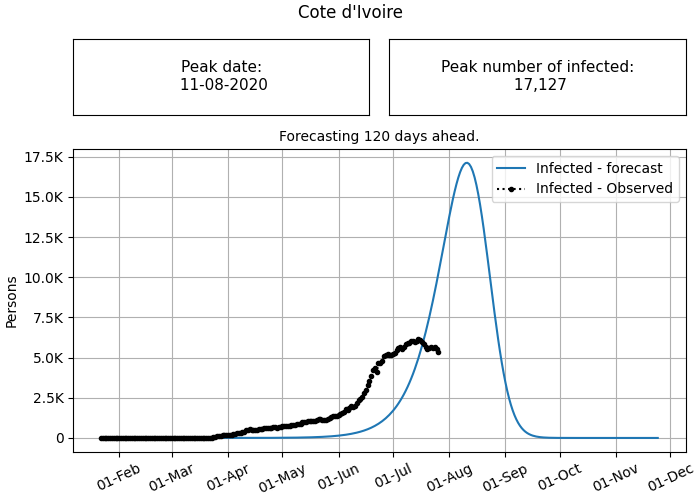 Cote d'Ivoire
Peak date:
11-08-2020
Peak number of infected:
17,127
Forecasting 120 days ahead.
Infected - forecast
Infected - Observed
Persons
17.5K
15.0K
12.5K
10.0K
7.5K
5.0K
2.5K
0
01-Feb
01-Mar
01-Apr
01-May
01-Jun
01-Jul
01-Aug
01-Sep
01-Oct
01-Nov
01-Dec